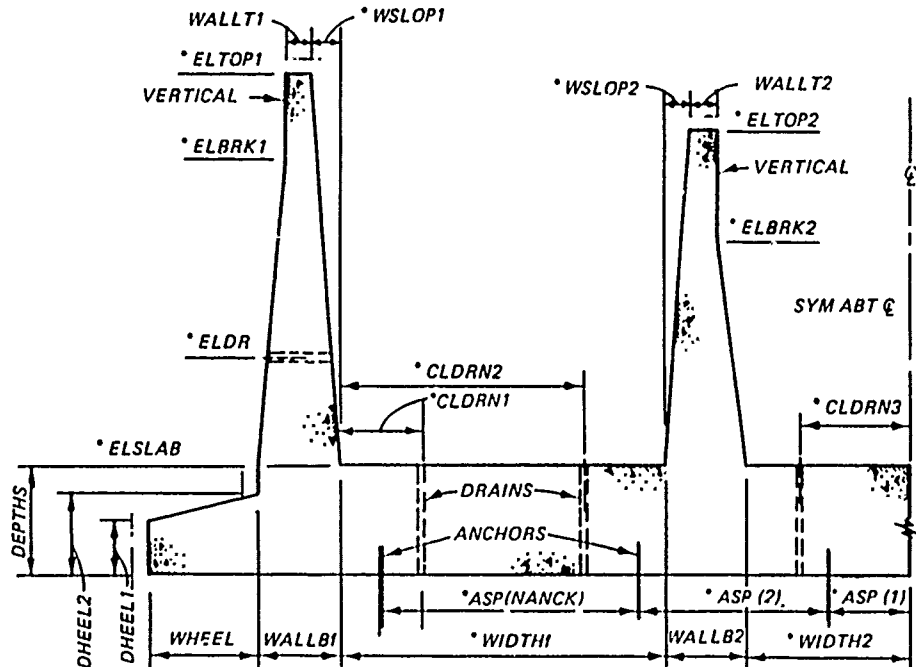 WALLT1
*WSLOP1
*ELTOP1
VERTICAL
*ELBRK1
*WSLOP2
WALLT2
*ELTOP2
VERTICAL
*ELBRK2
SYM ABT ℄
℄
*ELDR
*CLDRN2
*CLDRN1
*CLDRN3
*ELSLAB
DEPTHS
DRAINS
ANCHORS
DHEEL2
DHEEL1
*ASP(NANCK)
*ASP (2)
*ASP (1)
WHEEL
WALLB1
*WIDTH1
WALLB2
*WIDTH2